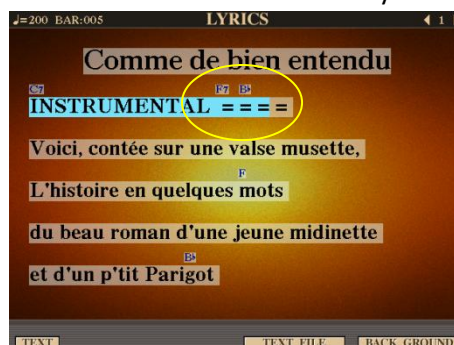 ♩=200 BAR:005 LYRICS 1
Comme de bien entendu
C7 F7 B♭
INSTRUMENTAL = = = =
Voici, contée sur une valse musette,
F
L'histoire en quelques mots
du beau roman d'une jeune midinette
B♭
et d'un p'tit Parigot
TEXT TEXT FILE BACK GROUND